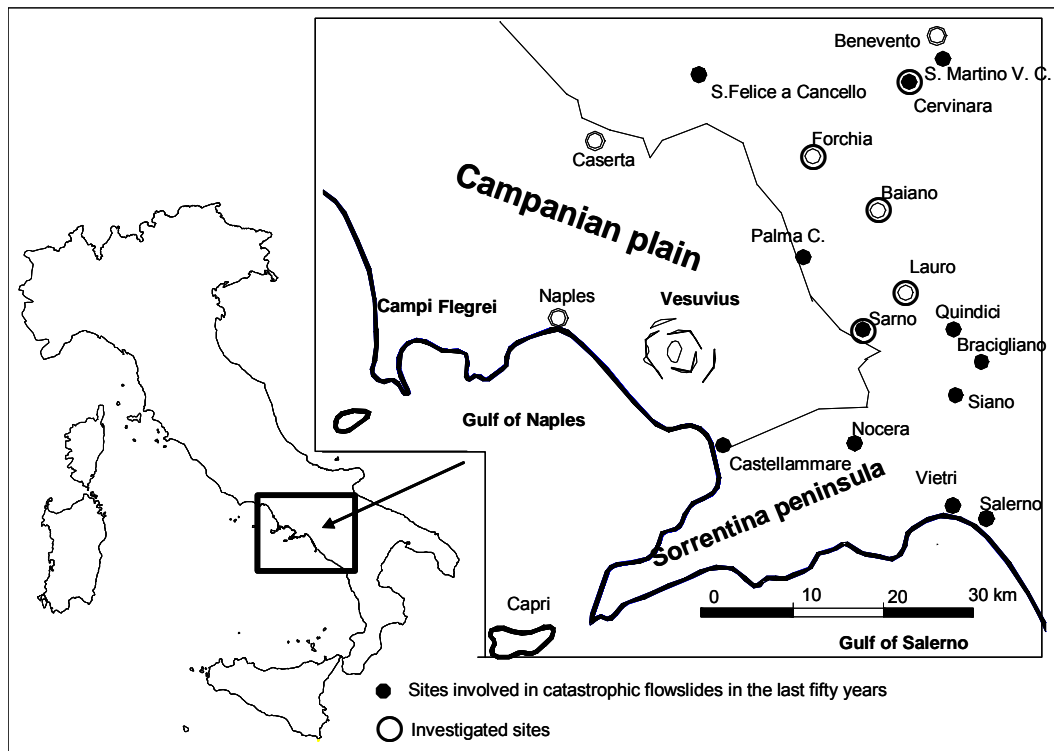 Benevento
S. Martino V. C.
S.Felice a Cancello
Cervinara
Forchia
Caserta
Campanian plain
Baiano
Palma C.
Lauro
Naples
Vesuvius
Campi Flegrei
Sarno
Quindici
Bracigliano
Siano
Gulf of Naples
Nocera
Castellammare
Vietri
Salerno
Sorrentina peninsula
Capri
0 10 20 30 km
Gulf of Salerno
Sites involved in catastrophic flowslides in the last fifty years
Investigated sites